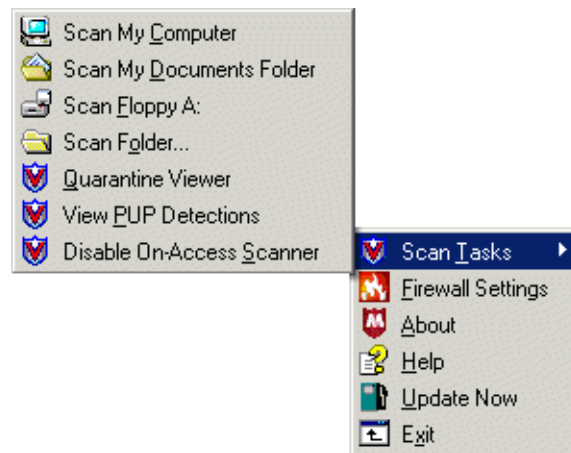 Scan My Computer
Scan My Documents Folder
Scan Floppy A:
Scan Folder...
Quarantine Viewer
View PUP Detections
Disable On-Access Scanner
Scan Tasks
Firewall Settings
About
Help
Update Now
Exit